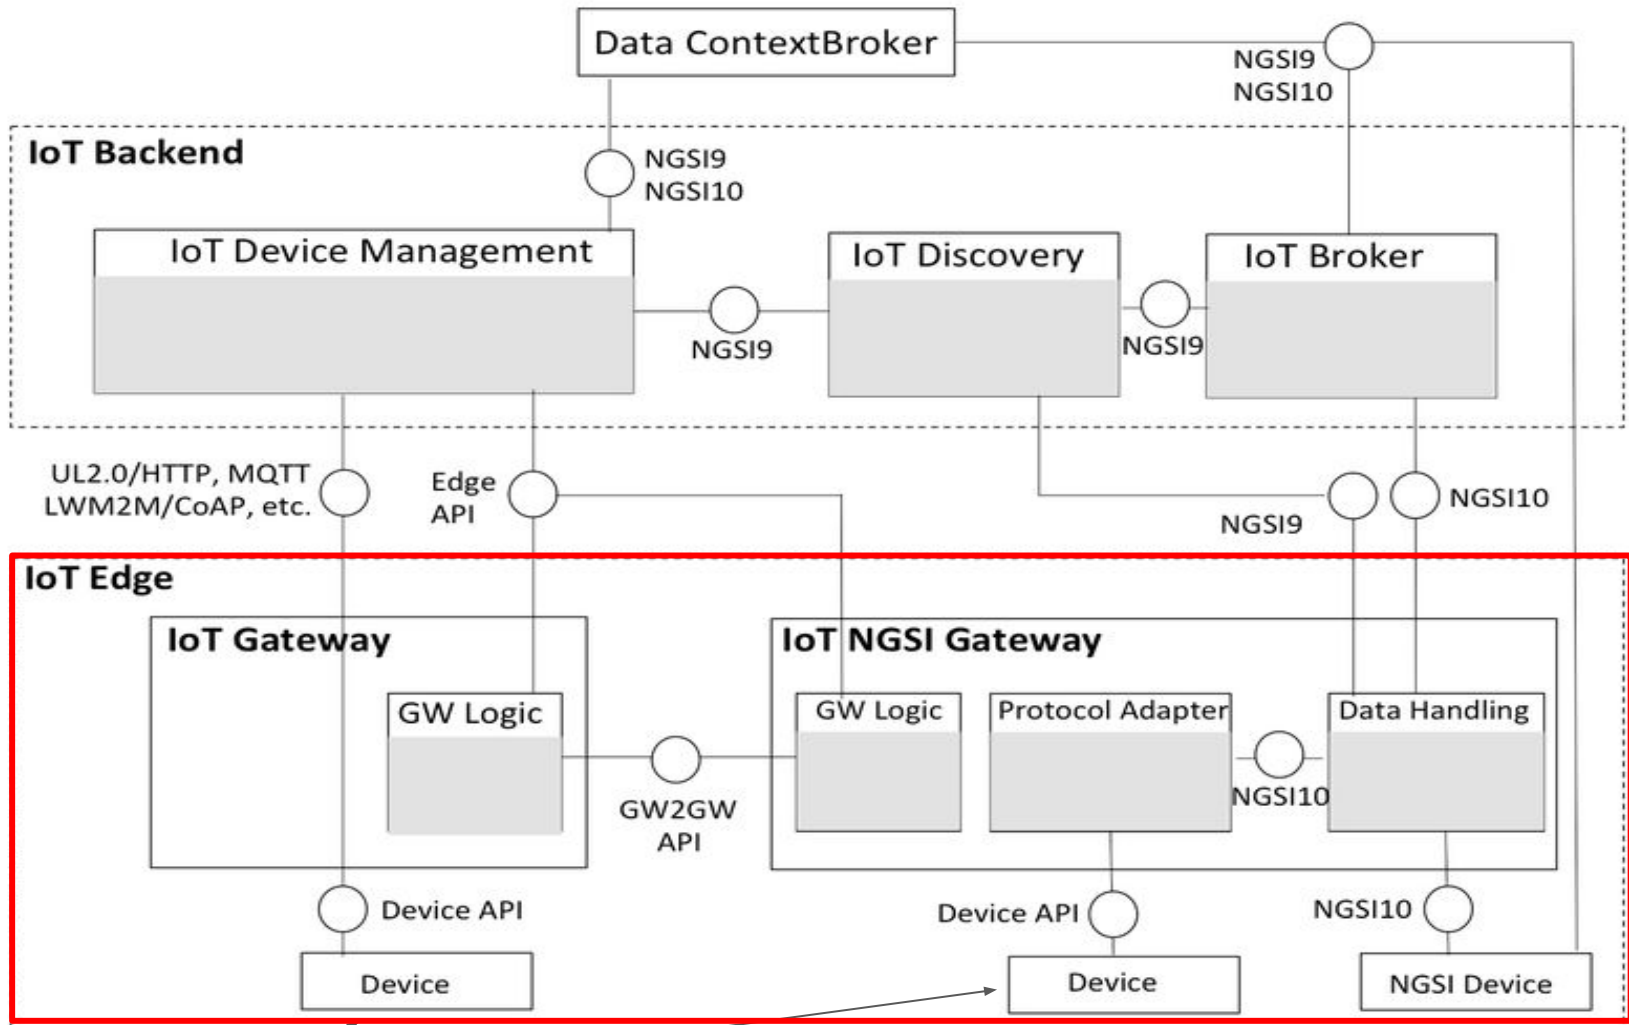 Data ContextBroker
NGSI9
NGSI10
IoT Backend
NGSI9
NGSI10
IoT Device Management
IoT Discovery
IoT Broker
NGSI9
NGSI9
UL2.0/HTTP, MQTT
LWM2M/CoAP, etc.
Edge
API
NGSI9
NGSI10
IoT Edge
IoT Gateway
IoT NGSI Gateway
GW Logic
GW Logic
Protocol Adapter
Data Handling
GW2GW
API
NGSI10
Device API
Device API
NGSI10
Device
Device
NGSI Device